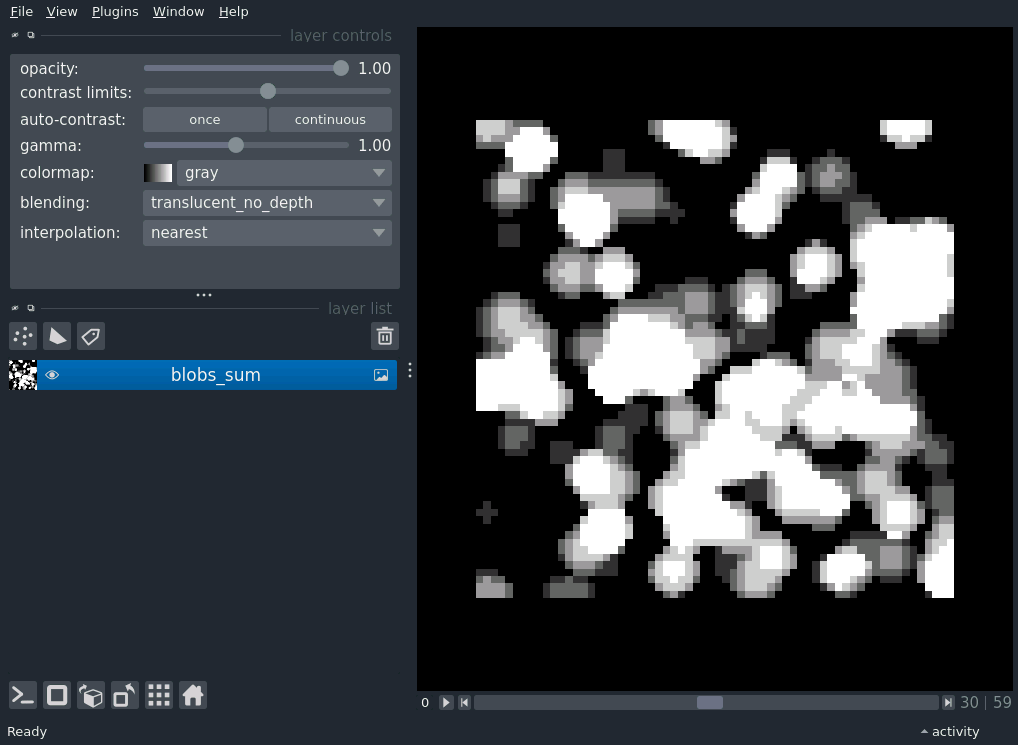 File View Plugins Window Help
layer controls
opacity: 1.00
contrast limits:
auto-contrast: once continuous
gamma: 1.00
colormap: gray
blending: translucent_no_depth
interpolation: nearest
layer list
blobs_sum
0 30 | 59
Ready activity